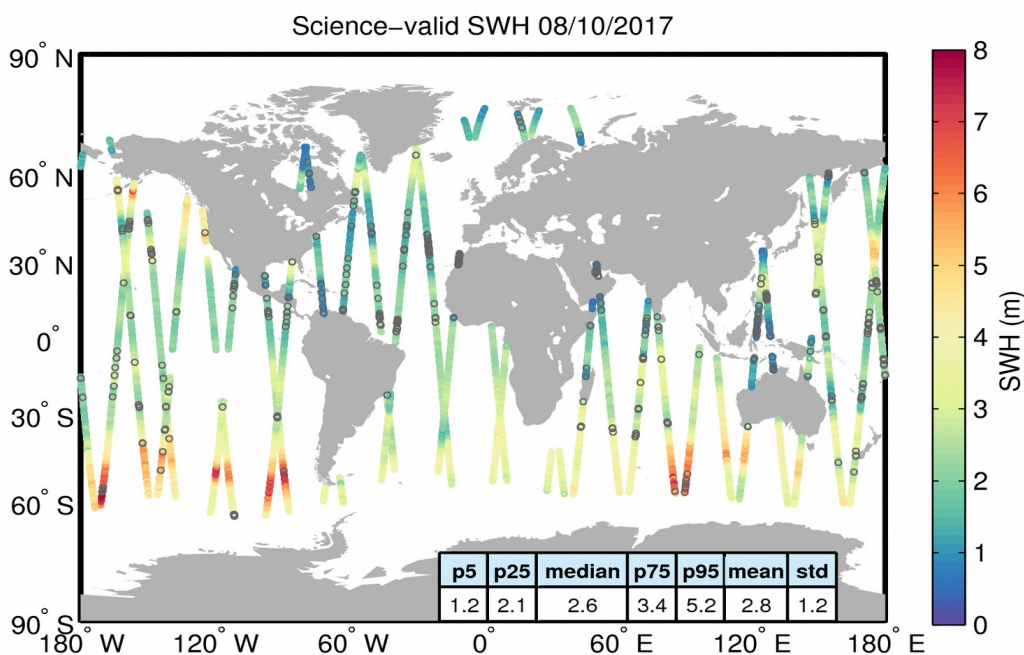 Science−valid SWH 08/10/2017
90° N
60° N
30° N
0°
30° S
60° S
90° S
180° W
120° W
60° W
0°
60° E
120° E
180° E
p5 p25 median p75 p95 mean std
1.2 2.1 2.6 3.4 5.2 2.8 1.2
8
7
6
5
4
3
2
1
0
SWH (m)